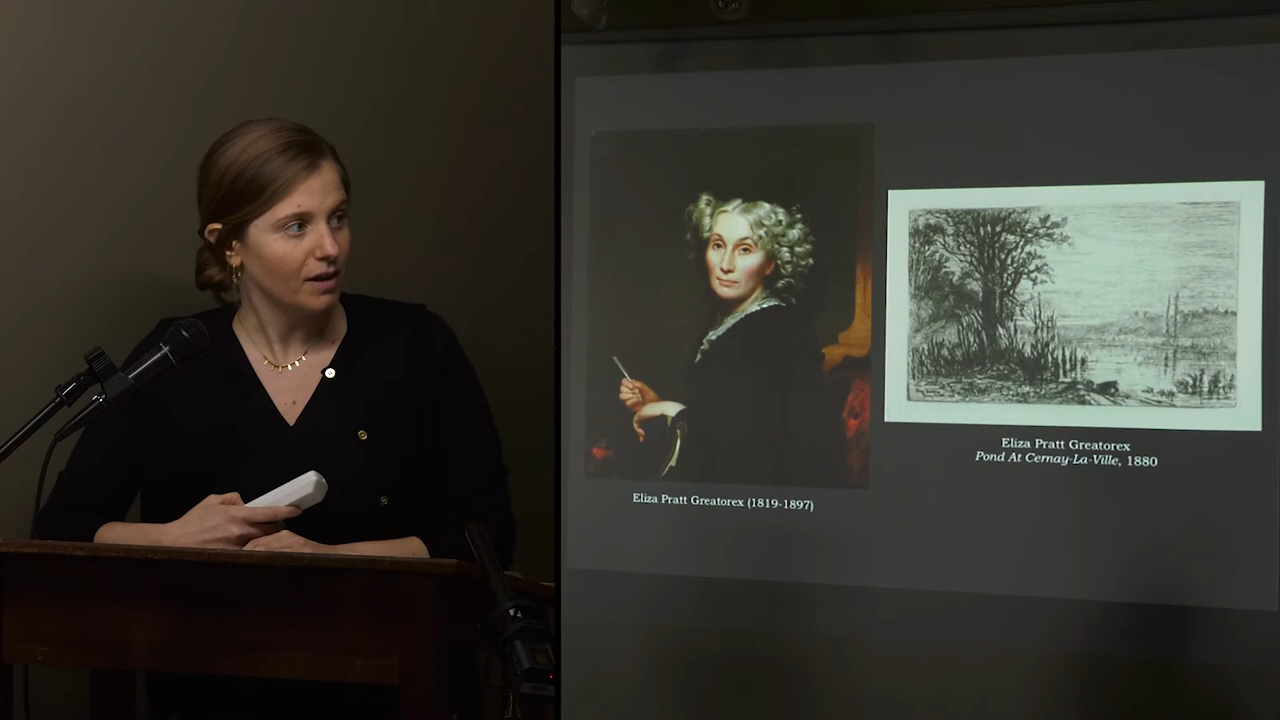 Eliza Pratt Greatorex (1819-1897)
Eliza Pratt Greatorex
Pond At Cernay-La-Ville, 1880